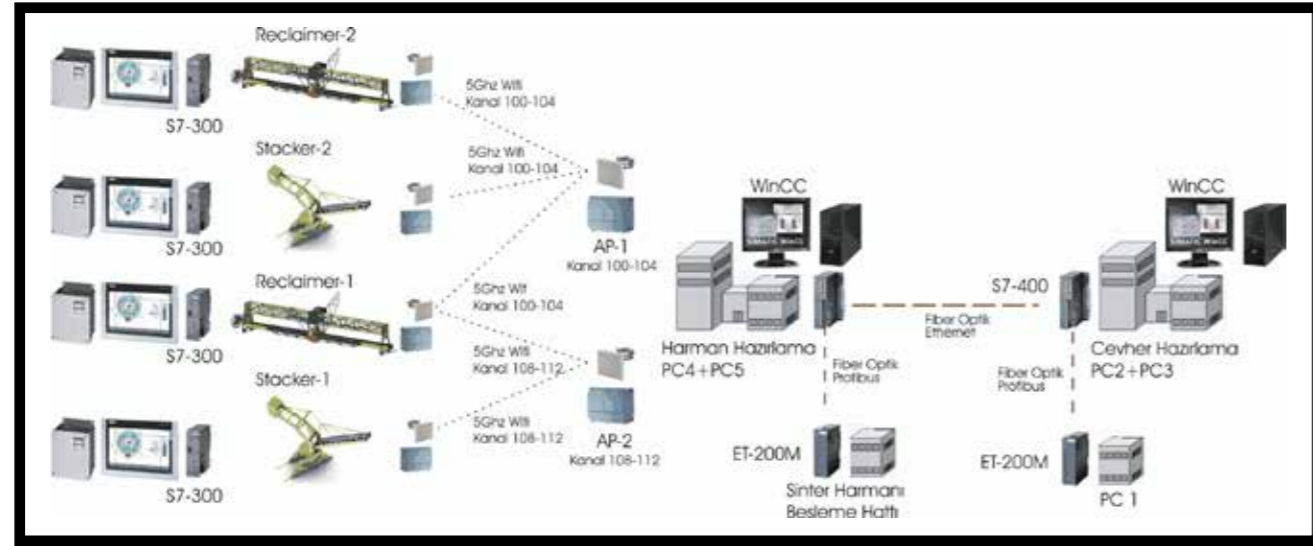 Reclaimer-2
S7-300
5Ghz Wifi
Kanal 100-104
Stacker-2
S7-300
5Ghz Wifi
Kanal 100-104
AP-1
Kanal 100-104
Reclaimer-1
S7-300
5Ghz Wif
Kanal 100-104
Stacker-1
S7-300
5Ghz Wifi
Kanal 108-112
5Ghz Wifi
Kanal 108-112
AP-2
Kanal 108-112
WinCC
WinCC
Harman Hazırlama
PC4+PC5
Fiber Optik
Ethernet
S7-400
WinCC
WinCC
Cevher Hazırlama
PC2+PC3
Fiber Optik
Profibus
Fiber Optik
Profibus
ET-200M
Sinter Harmanı
Besleme Hattı
ET-200M
PC 1